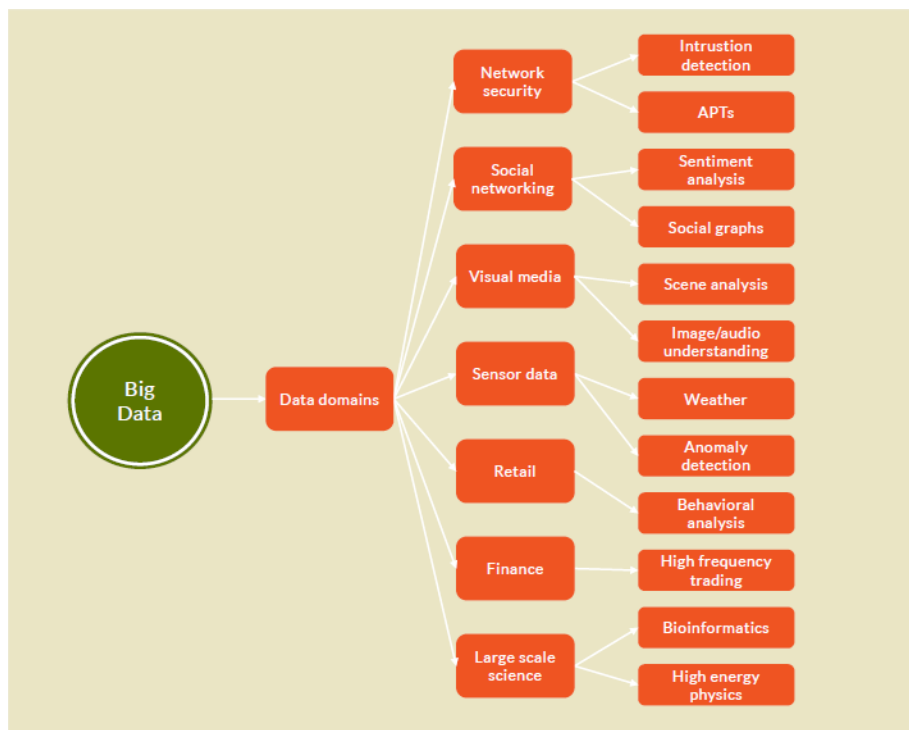 Big
Data
Data domains
Network
security
Intrustion
detection
APTs
Social
networking
Sentiment
analysis
Social graphs
Visual media
Scene analysis
Image/audio
understanding
Sensor data
Weather
Anomaly
detection
Retail
Behavioral
analysis
Finance
High frequency
trading
Large scale
science
Bioinformatics
High energy
physics